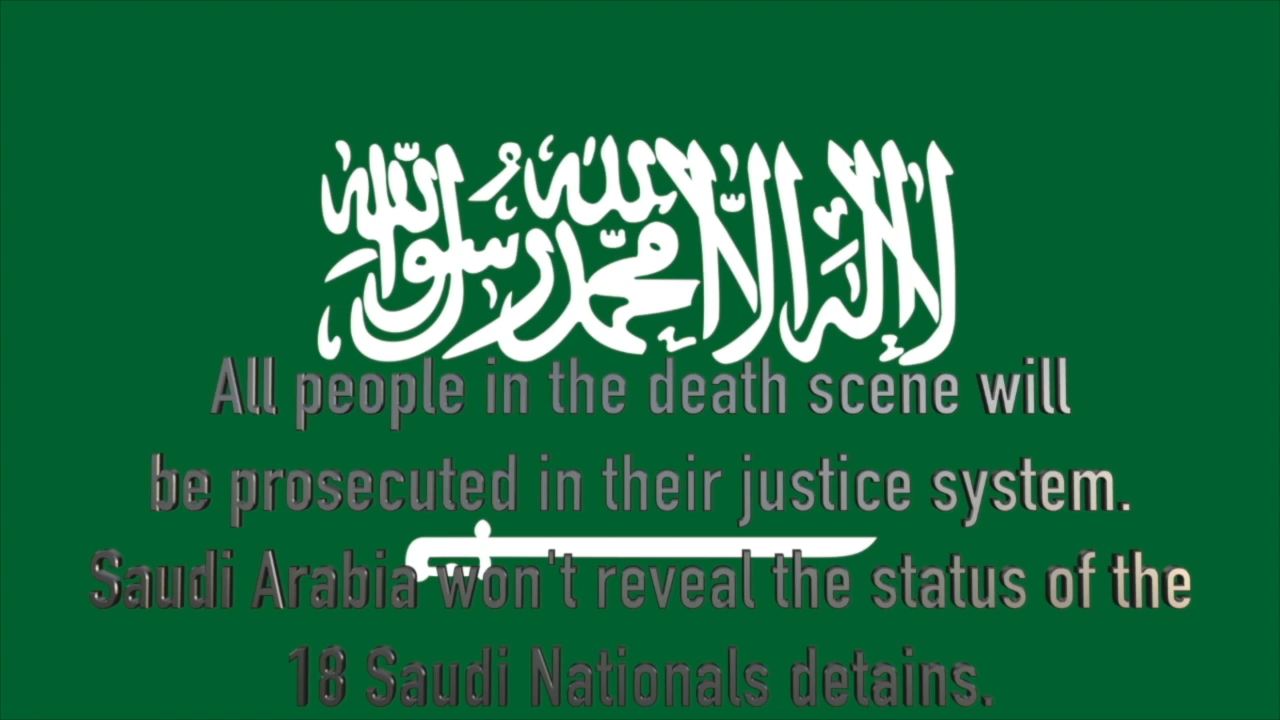 لا إله إلا الله محمد رسول الله
All people in the death scene will
be prosecuted in their justice system.
Saudi Arabia won't reveal the status of the
18 Saudi Nationals detains.